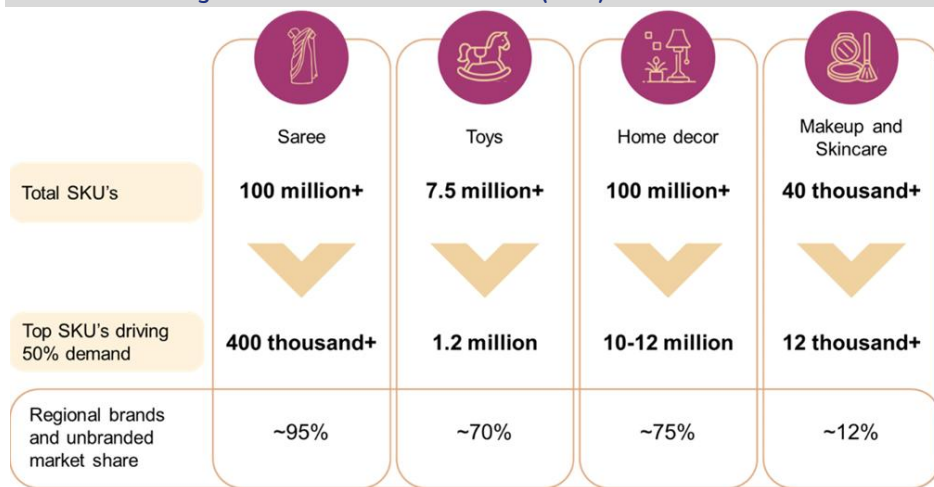 Saree
Toys
Home decor
Makeup and
Skincare
Total SKU's
100 million+
7.5 million+
100 million+
40 thousand+
Top SKU's driving
50% demand
400 thousand+
1.2 million
10-12 million
12 thousand+
Regional brands
and unbranded
market share
~95%
~70%
~75%
~12%